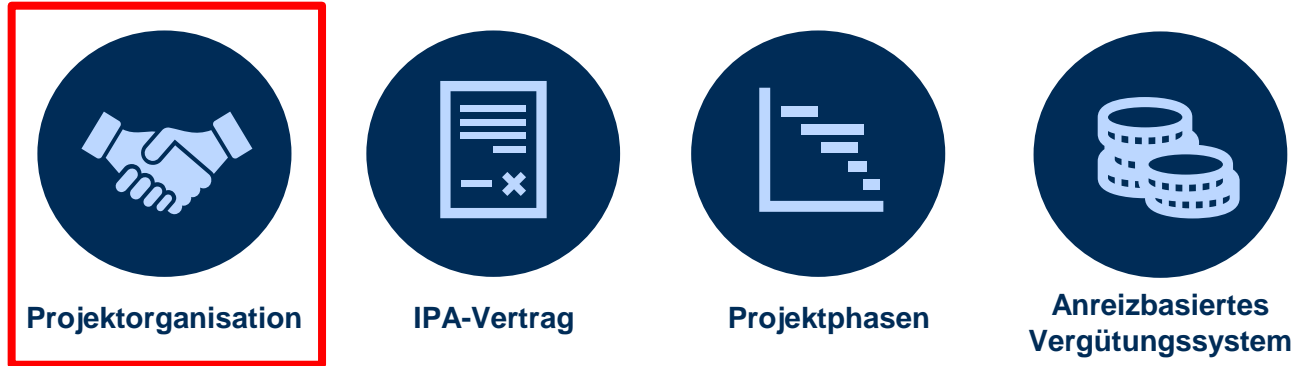 Projektorganisation
IPA-Vertrag
Projektphasen
Anreizbasiertes
Vergütungssystem